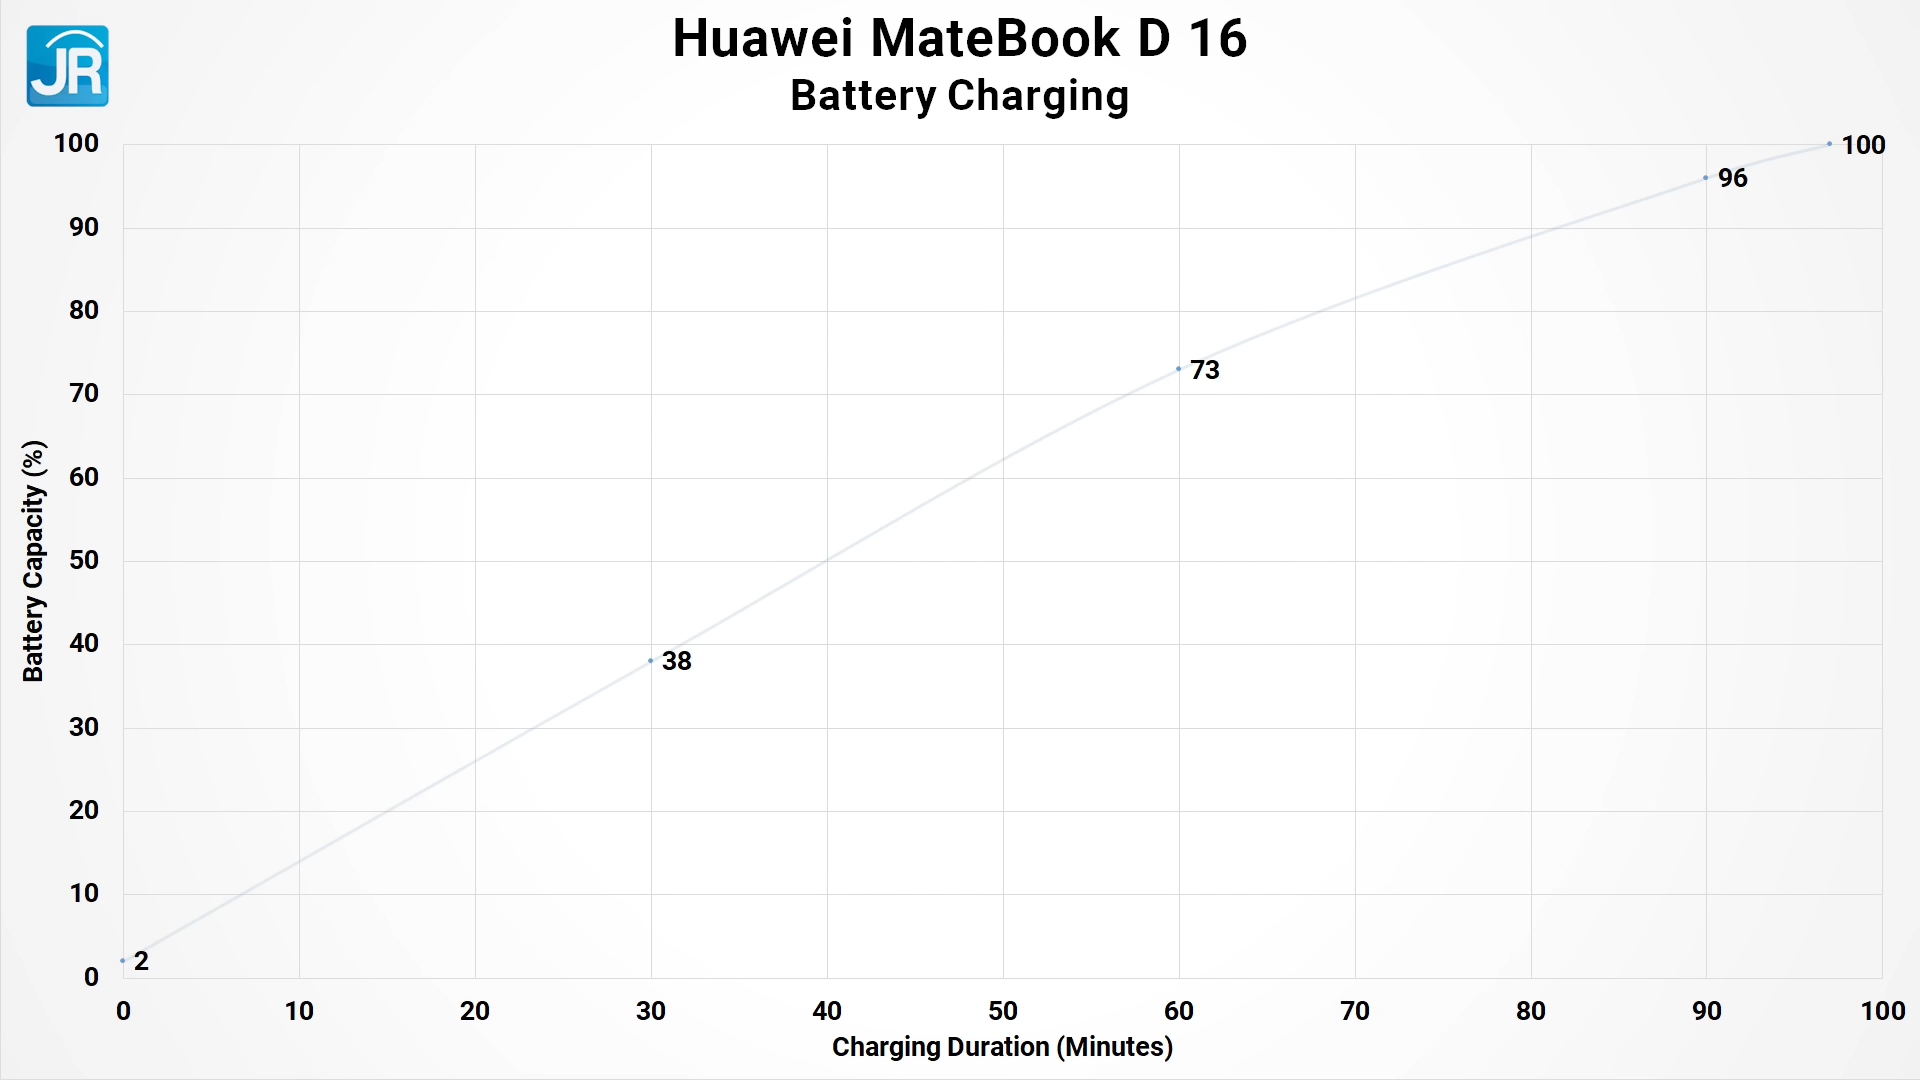 JR
Huawei MateBook D 16
Battery Charging
Battery Capacity (%)
100
90
80
70
60
50
40
30
20
10
0
2
38
73
96
100
0 10 20 30 40 50 60 70 80 90 100
Charging Duration (Minutes)